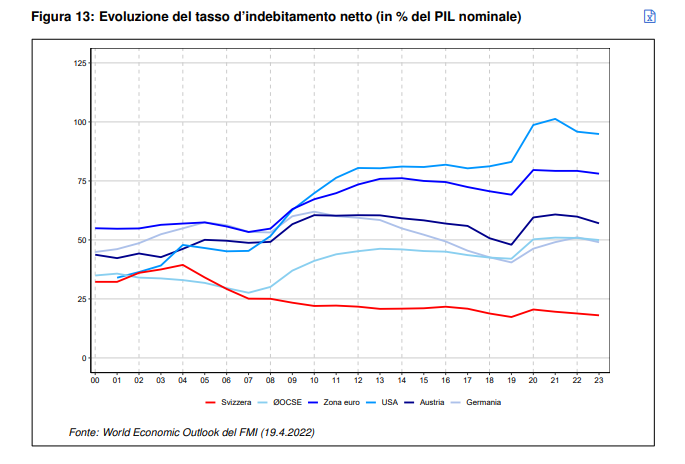 Figura 13: Evoluzione del tasso d'indebitamento netto (in % del PIL nominale)
125
100
75
50
25
0
00 01 02 03 04 05 06 07 08 09 10 11 12 13 14 15 16 17 18 19 20 21 22 23
Svizzera ØOCSE Zona euro USA Austria Germania
Fonte: World Economic Outlook del FMI (19.4.2022)